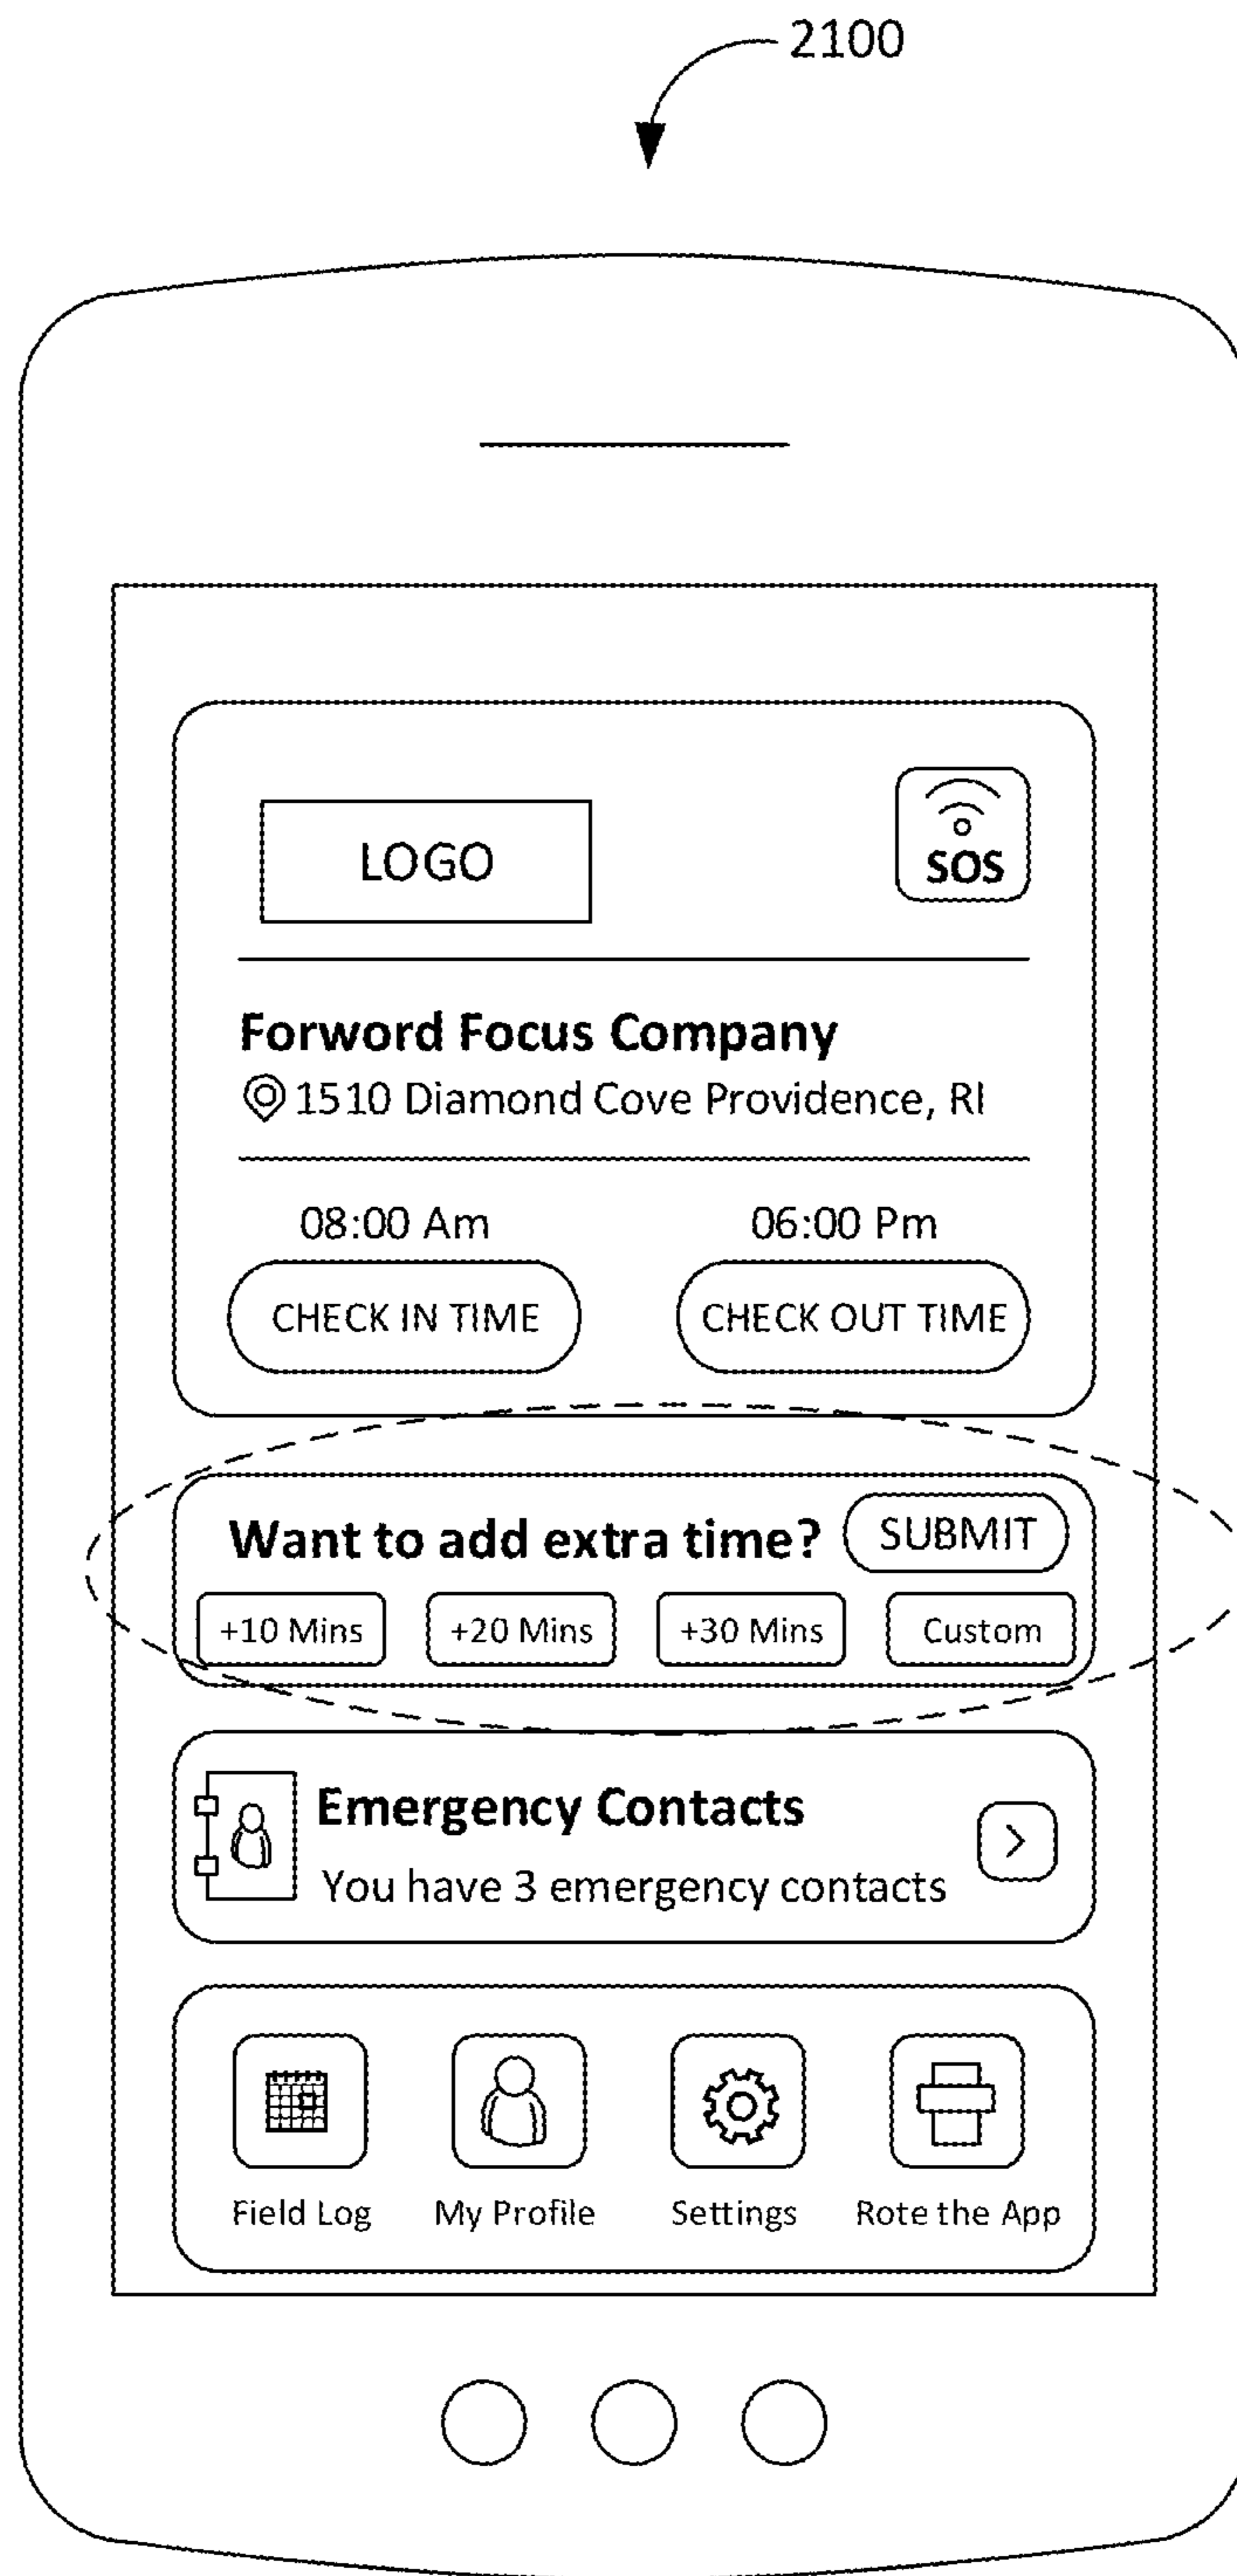 2100
LOGO
SOS
Forword Focus Company
1510 Diamond Cove Providence, RI
08:00 Am 06:00 Pm
CHECK IN TIME CHECK OUT TIME
Want to add extra time? SUBMIT
+10 Mins +20 Mins +30 Mins Custom
Emergency Contacts
You have 3 emergency contacts
>
Field Log My Profile Settings Rote the App